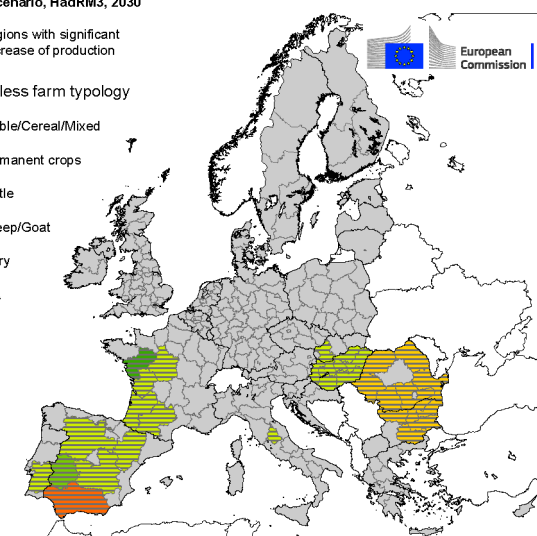 cenario, HadRM3, 2030
gions with significant
crease of production
less farm typology
ble/Cereal/Mixed
manent crops
tle
eep/Goat
ry
European
Commission